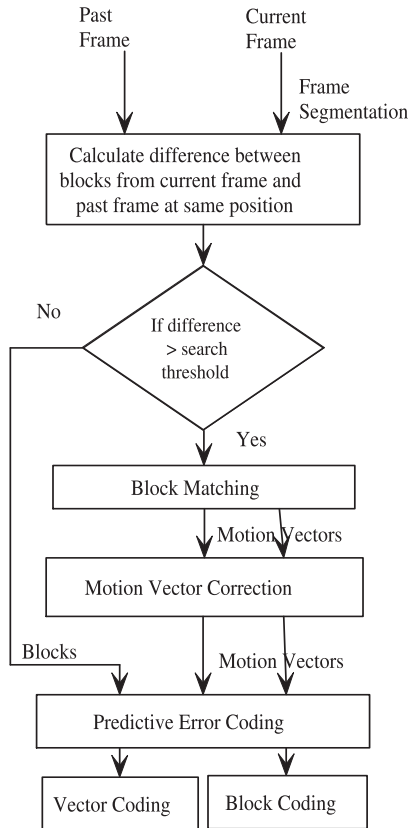 Past
Frame
Current
Frame
Frame
Segmentation
Calculate difference between
blocks from current frame and
past frame at same position
If difference
> search
threshold
No
Yes
Block Matching
Motion Vectors
Motion Vector Correction
Blocks
Motion Vectors
Predictive Error Coding
Vector Coding
Block Coding